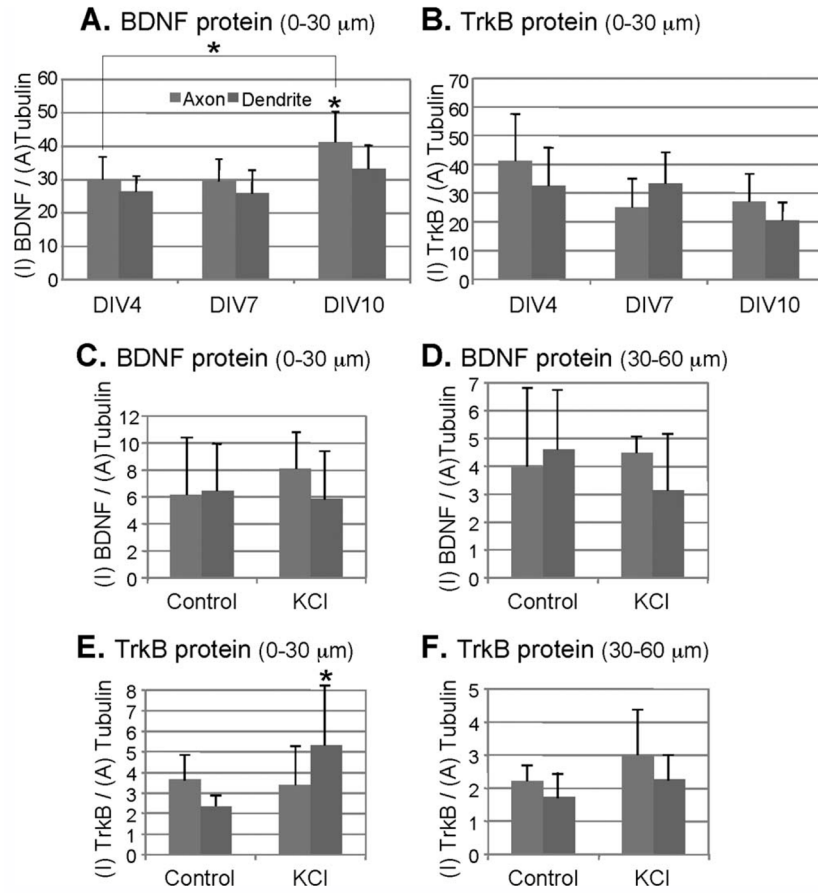 A. BDNF protein (0-30 μm)
*
(I) BDNF / (A)Tubulin
60
50
40
30
20
10
0
Axon Dendrite
*
DIV4 DIV7 DIV10
B. TrkB protein (0-30 μm)
(I) TrkB / (A) Tubulin
70
60
50
40
30
20
10
0
DIV4 DIV7 DIV10
C. BDNF protein (0-30 μm)
(I) BDNF / (A)Tubulin
12
10
8
6
4
2
0
Control KCl
D. BDNF protein (30-60 μm)
(I) BDNF / (A)Tubulin
7
6
5
4
3
2
1
0
Control KCl
E. TrkB protein (0-30 μm)
(I) TrkB / (A) Tubulin
8
7
6
5
4
3
2
1
0
*
Control KCl
F. TrkB protein (30-60 μm)
(I) TrkB / (A) Tubulin
5
4
3
2
1
0
Control KCl